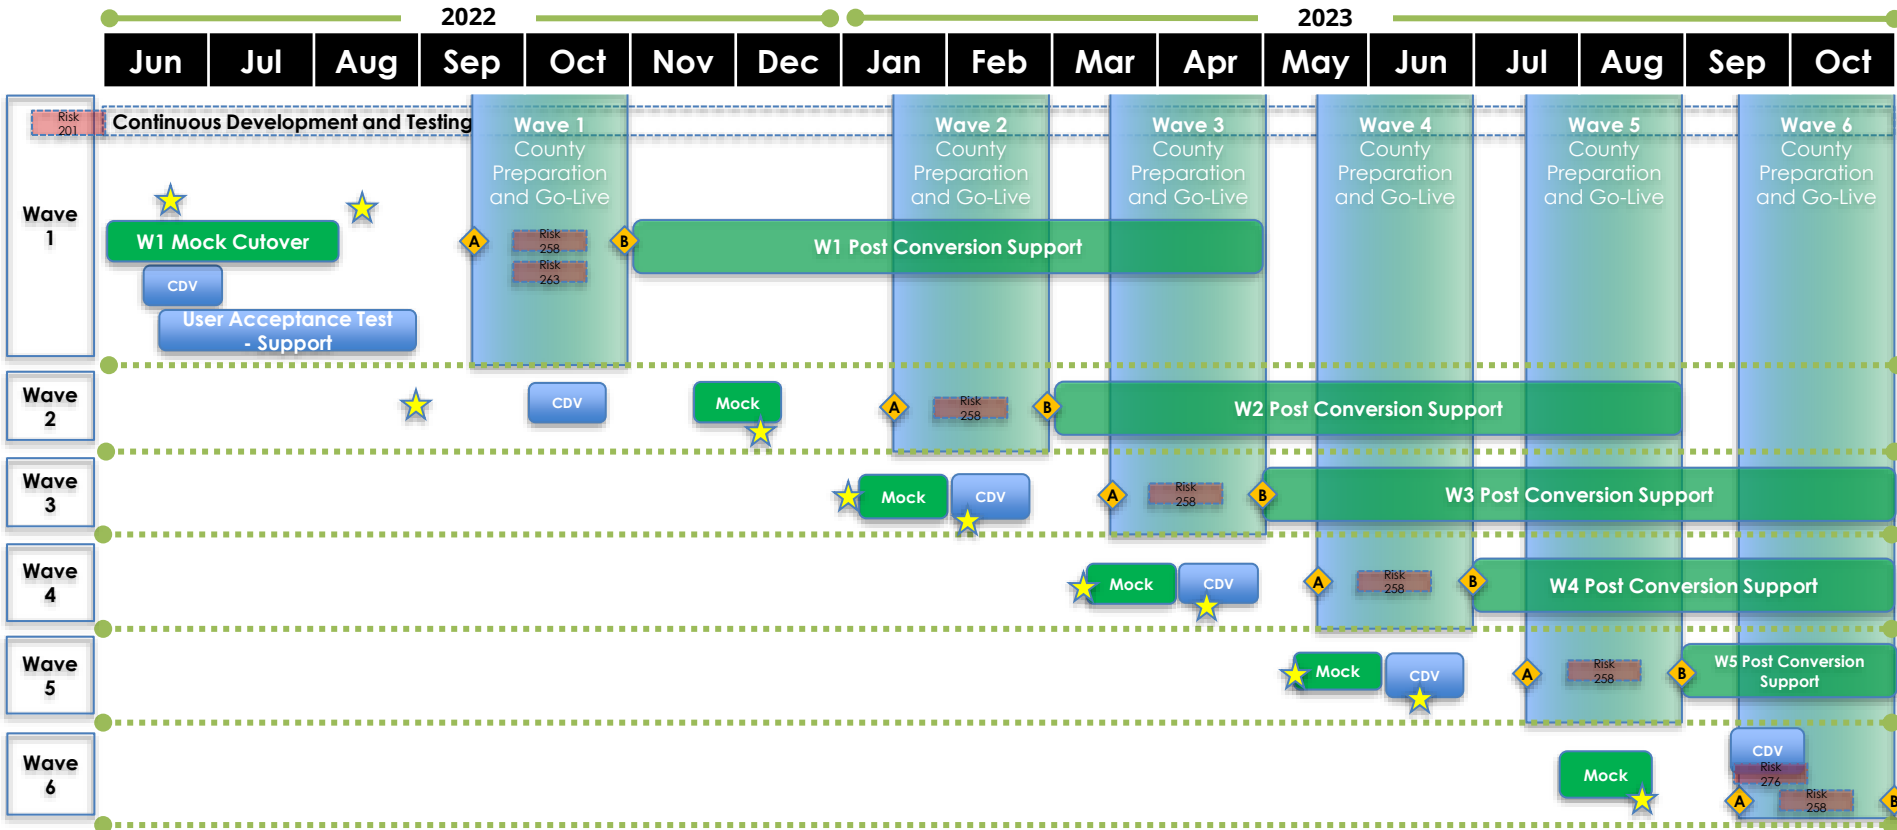 2022
2023
Jun Jul Aug Sep Oct Nov Dec Jan Feb Mar Apr May Jun Jul Aug Sep Oct
Risk
201
Continuous Development and Testing
Wave 1
County
Preparation
and Go-Live
Wave 2
County
Preparation
and Go-Live
Wave 3
County
Preparation
and Go-Live
Wave 4
County
Preparation
and Go-Live
Wave 5
County
Preparation
and Go-Live
Wave 6
County
Preparation
and Go-Live
Wave
1
W1 Mock Cutover
CDV
User Acceptance Test
- Support
A
Risk
258
Risk
263
B
W1 Post Conversion Support
Wave
2
CDV
Mock
A
Risk
258
B
W2 Post Conversion Support
Wave
3
Mock
CDV
A
Risk
258
B
W3 Post Conversion Support
Wave
4
Mock
CDV
A
Risk
258
B
W4 Post Conversion Support
Wave
5
Mock
CDV
A
Risk
258
B
W5 Post Conversion
Support
Wave
6
Mock
CDV
Risk
276
A
Risk
258
B